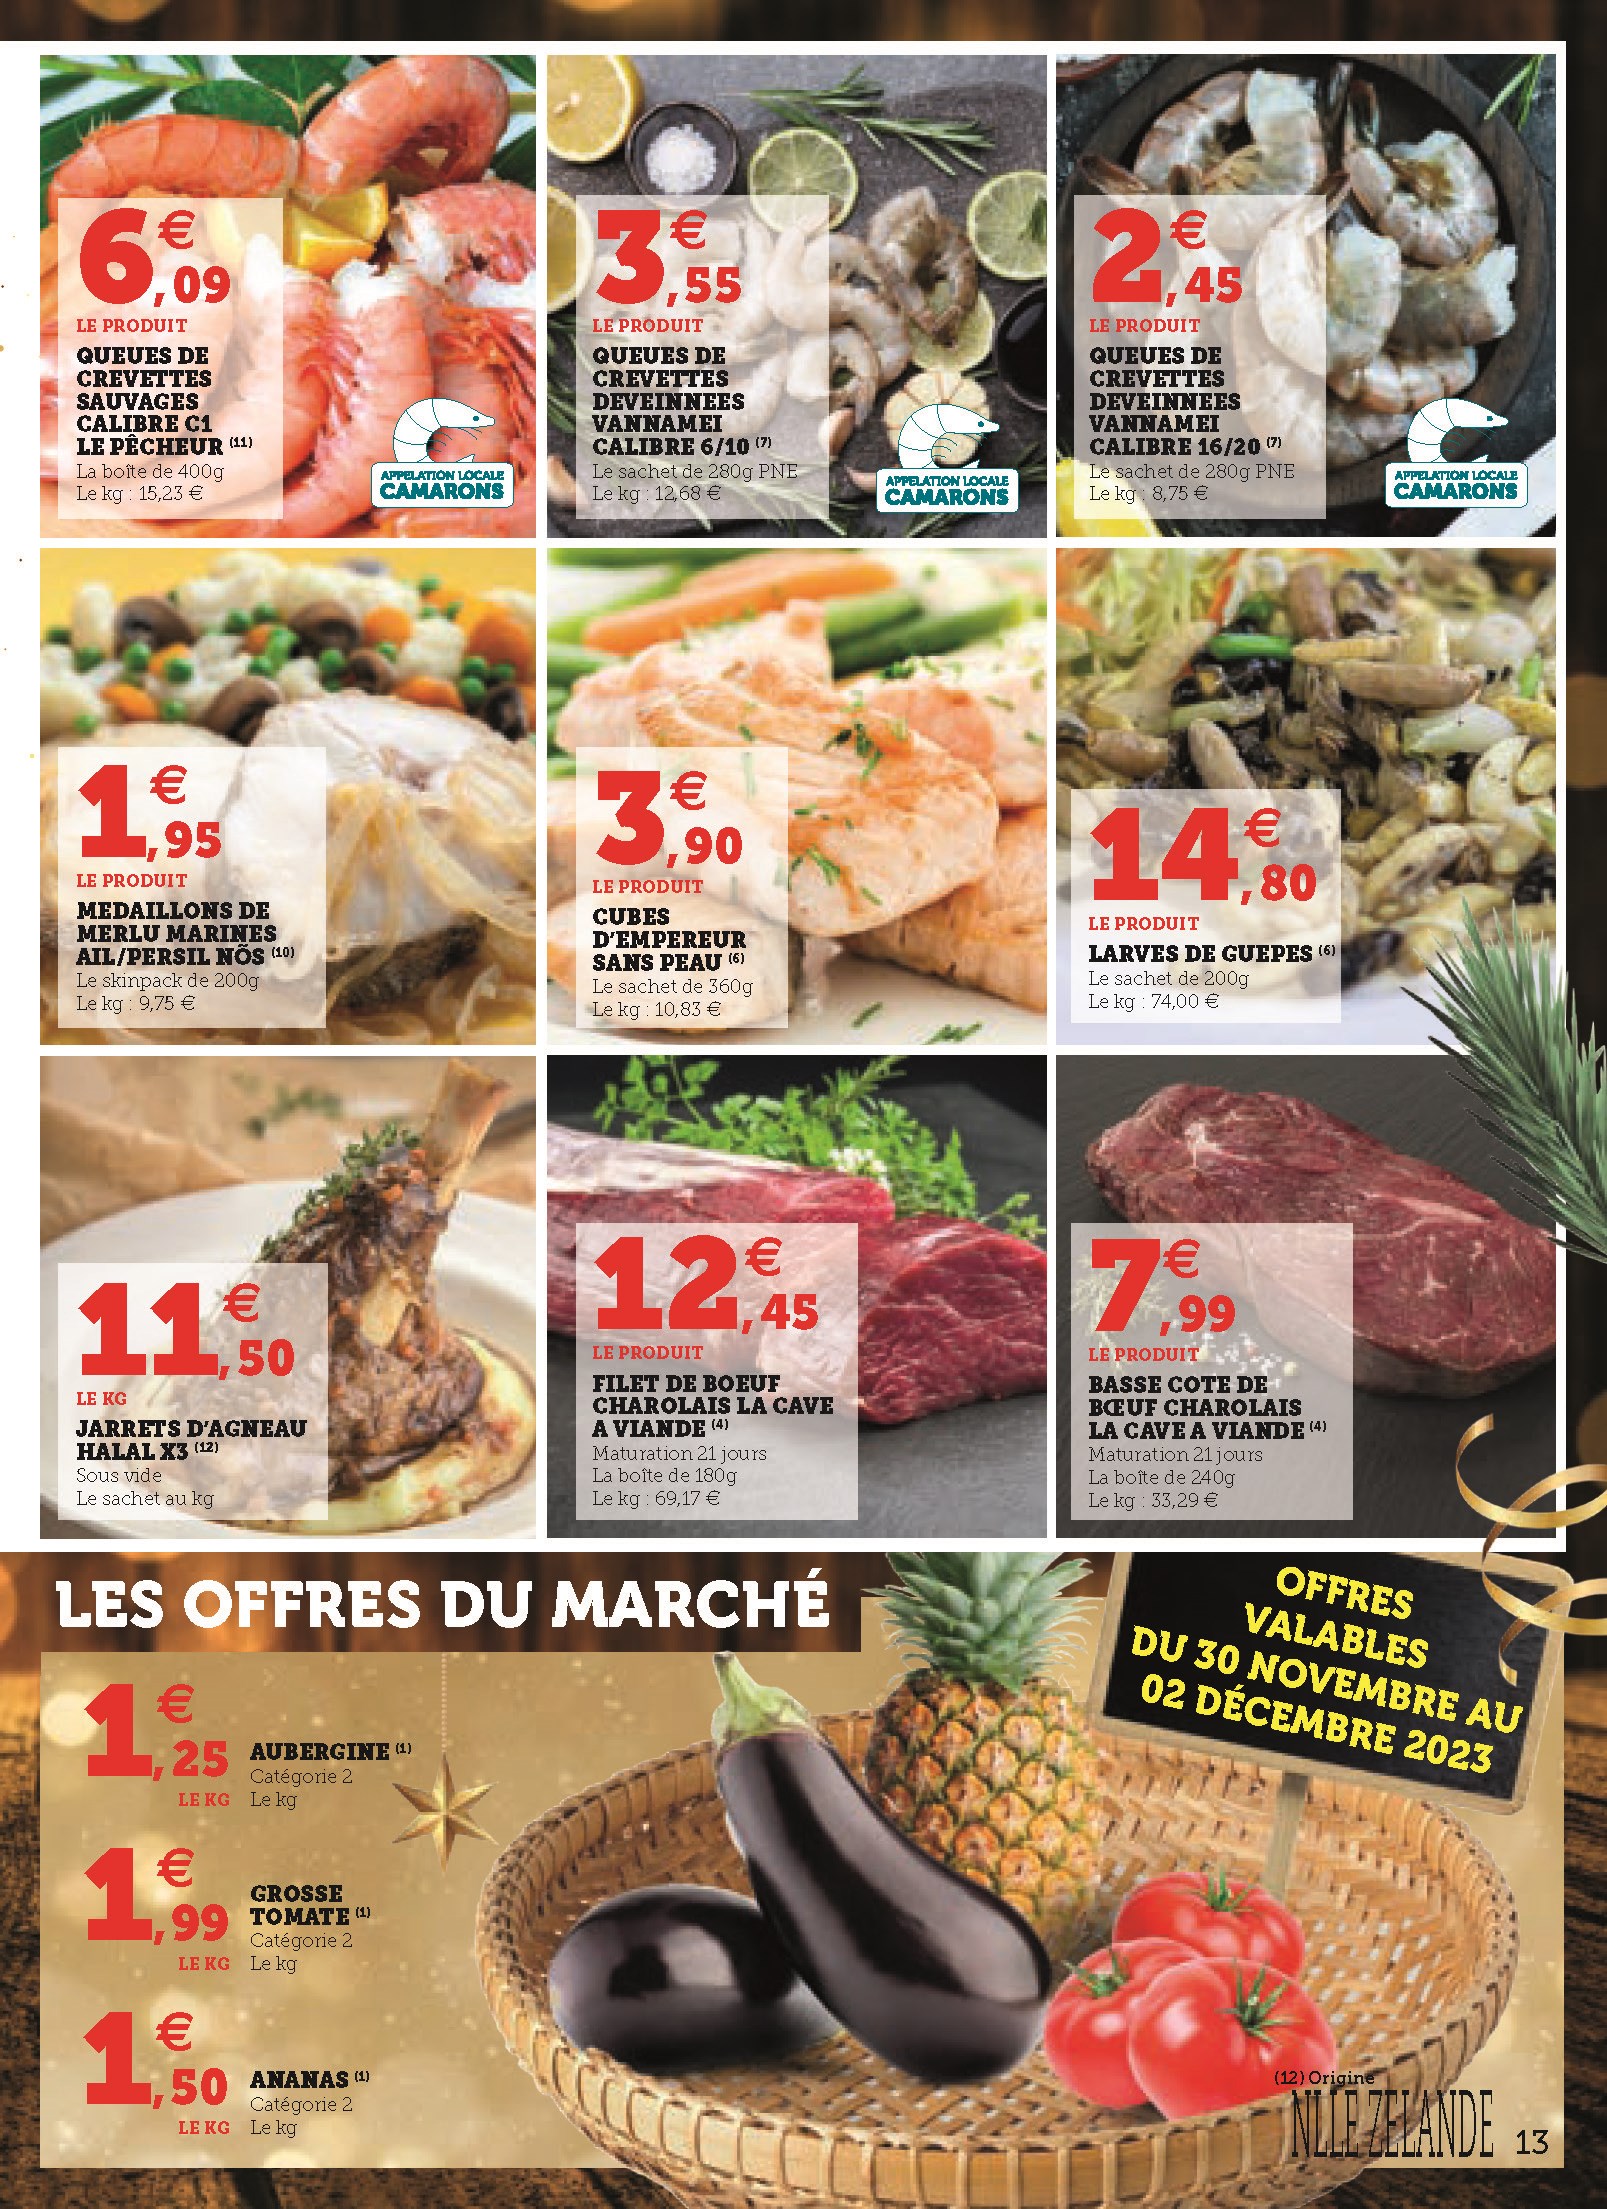 6€,09
LE PRODUIT
QUEUES DE
CREVETTES
SAUVAGES
CALIBRE C1
LE PÊCHEUR (11)
La boîte de 400g
Le kg : 15,23 €
APPELATION LOCALE
CAMARONS
3€,55
LE PRODUIT
QUEUES DE
CREVETTES
DEVEINNEES
VANNAMEI
CALIBRE 6/10 (7)
Le sachet de 280g PNE
Le kg : 12,68 €
APPELATION LOCALE
CAMARONS
2€,45
LE PRODUIT
QUEUES DE
CREVETTES
DEVEINNEES
VANNAMEI
CALIBRE 16/20 (7)
Le sachet de 280g PNE
Le kg : 8,75 €
APPELATION LOCALE
CAMARONS
1€,95
LE PRODUIT
MEDAILLONS DE
MERLU MARINES
AIL/PERSIL NÕS (10)
Le skinpack de 200g
Le kg : 9,75 €
3€,90
LE PRODUIT
CUBES
D'EMPEREUR
SANS PEAU (6)
Le sachet de 360g
Le kg : 10,83 €
14€,80
LE PRODUIT
LARVES DE GUEPES (6)
Le sachet de 200g
Le kg : 74,00 €
11€,50
LE KG
JARRETS D'AGNEAU
HALAL X3 (12)
Sous vide
Le sachet au kg
12€,45
LE PRODUIT
FILET DE BOEUF
CHAROLAIS LA CAVE
A VIANDE (4)
Maturation 21 jours
La boîte de 180g
Le kg : 69,17 €
7€,99
LE PRODUIT
BASSE COTE DE
BŒUF CHAROLAIS
LA CAVE A VIANDE (4)
Maturation 21 jours
La boîte de 240g
Le kg : 33,29 €
LES OFFRES DU MARCHÉ
OFFRES
VALABLES
DU 30 NOVEMBRE AU
02 DÉCEMBRE 2023
1€,25
LE KG
AUBERGINE (1)
Catégorie 2
Le kg
1€,99
LE KG
GROSSE
TOMATE (1)
Catégorie 2
Le kg
1€,50
LE KG
ANANAS (1)
Catégorie 2
Le kg
(12) Origine
NLLE ZELANDE
13